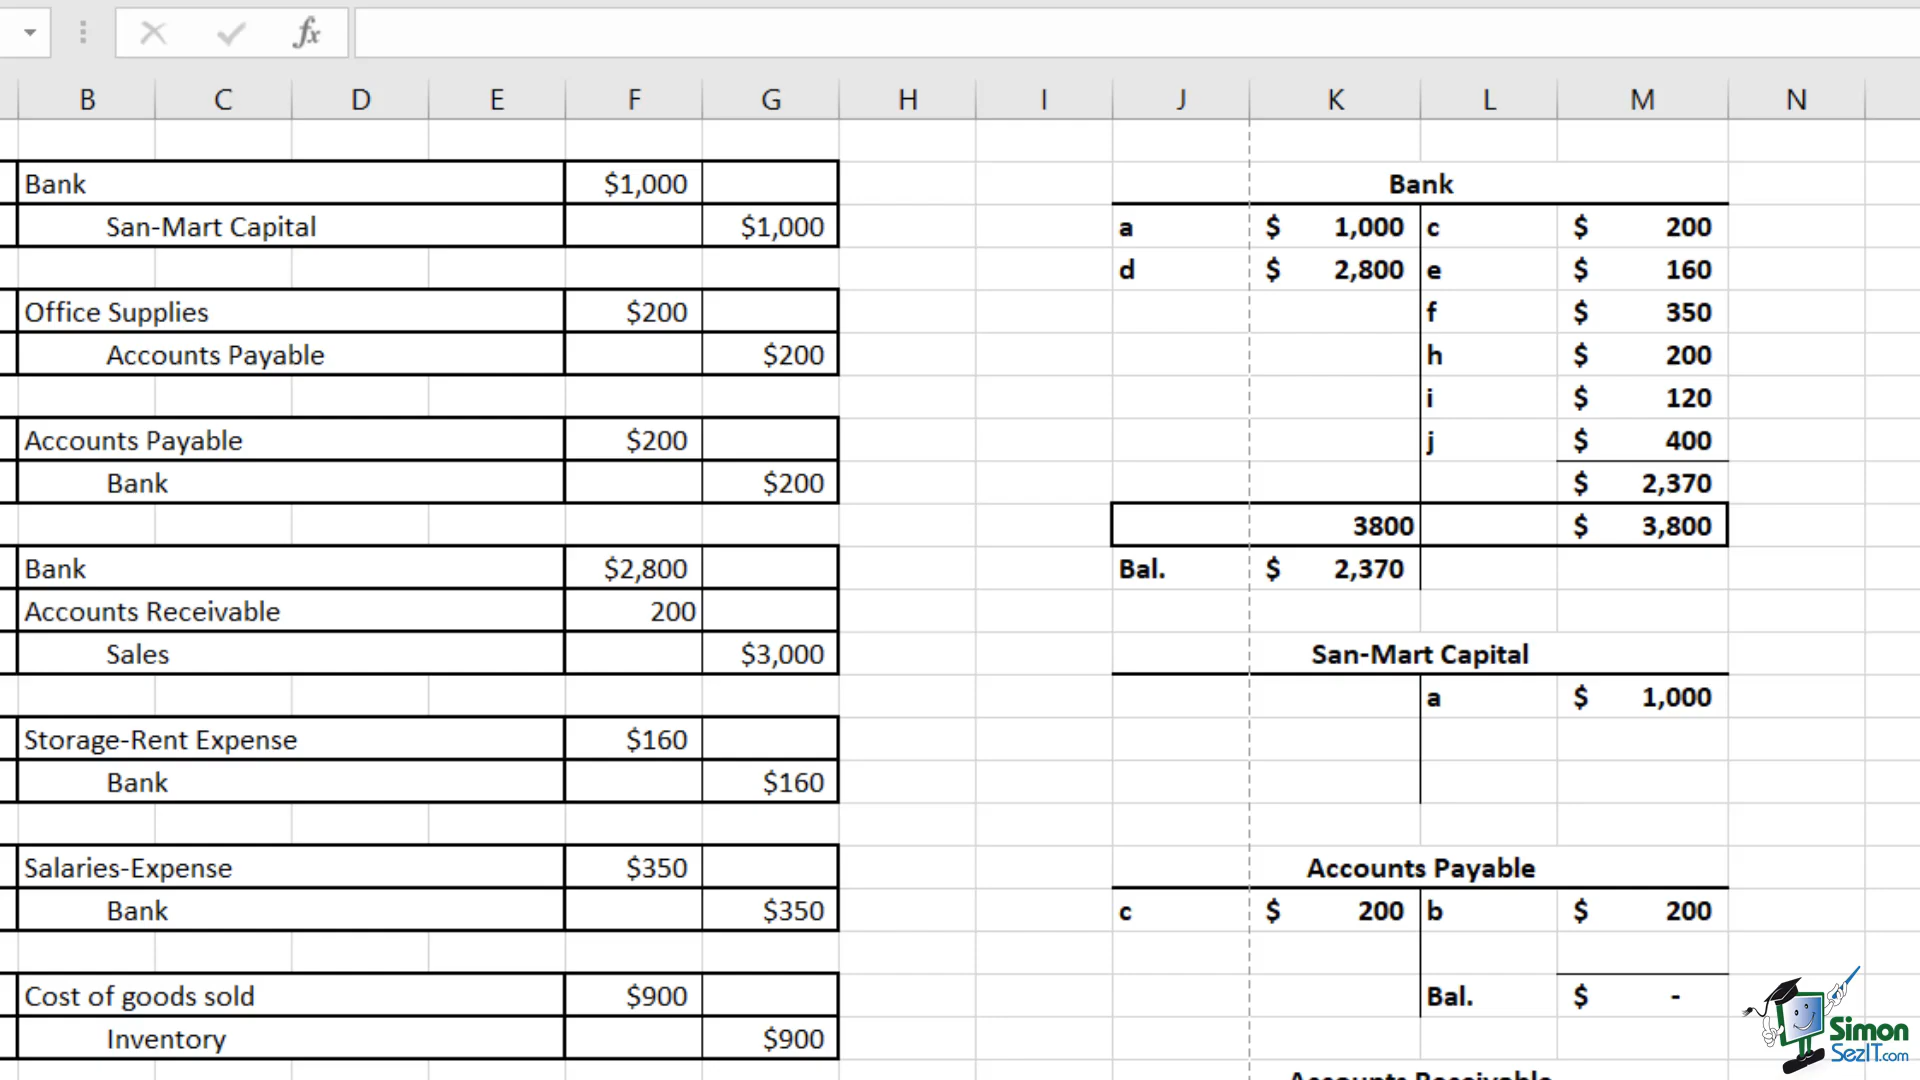 fx
B C D E F G H I J K L M N
Bank $1,000
San-Mart Capital $1,000
Office Supplies $200
Accounts Payable $200
Accounts Payable $200
Bank $200
Bank $2,800
Accounts Receivable 200
Sales $3,000
Storage-Rent Expense $160
Bank $160
Salaries-Expense $350
Bank $350
Cost of goods sold $900
Inventory $900
Bank
a $ 1,000 c $ 200
d $ 2,800 e $ 160
f $ 350
h $ 200
i $ 120
j $ 400
$ 2,370
3800 $ 3,800
Bal. $ 2,370
San-Mart Capital
a $ 1,000
Accounts Payable
c $ 200 b $ 200
Bal. $ -
Accounts Receivable
Simon
SezIT.com